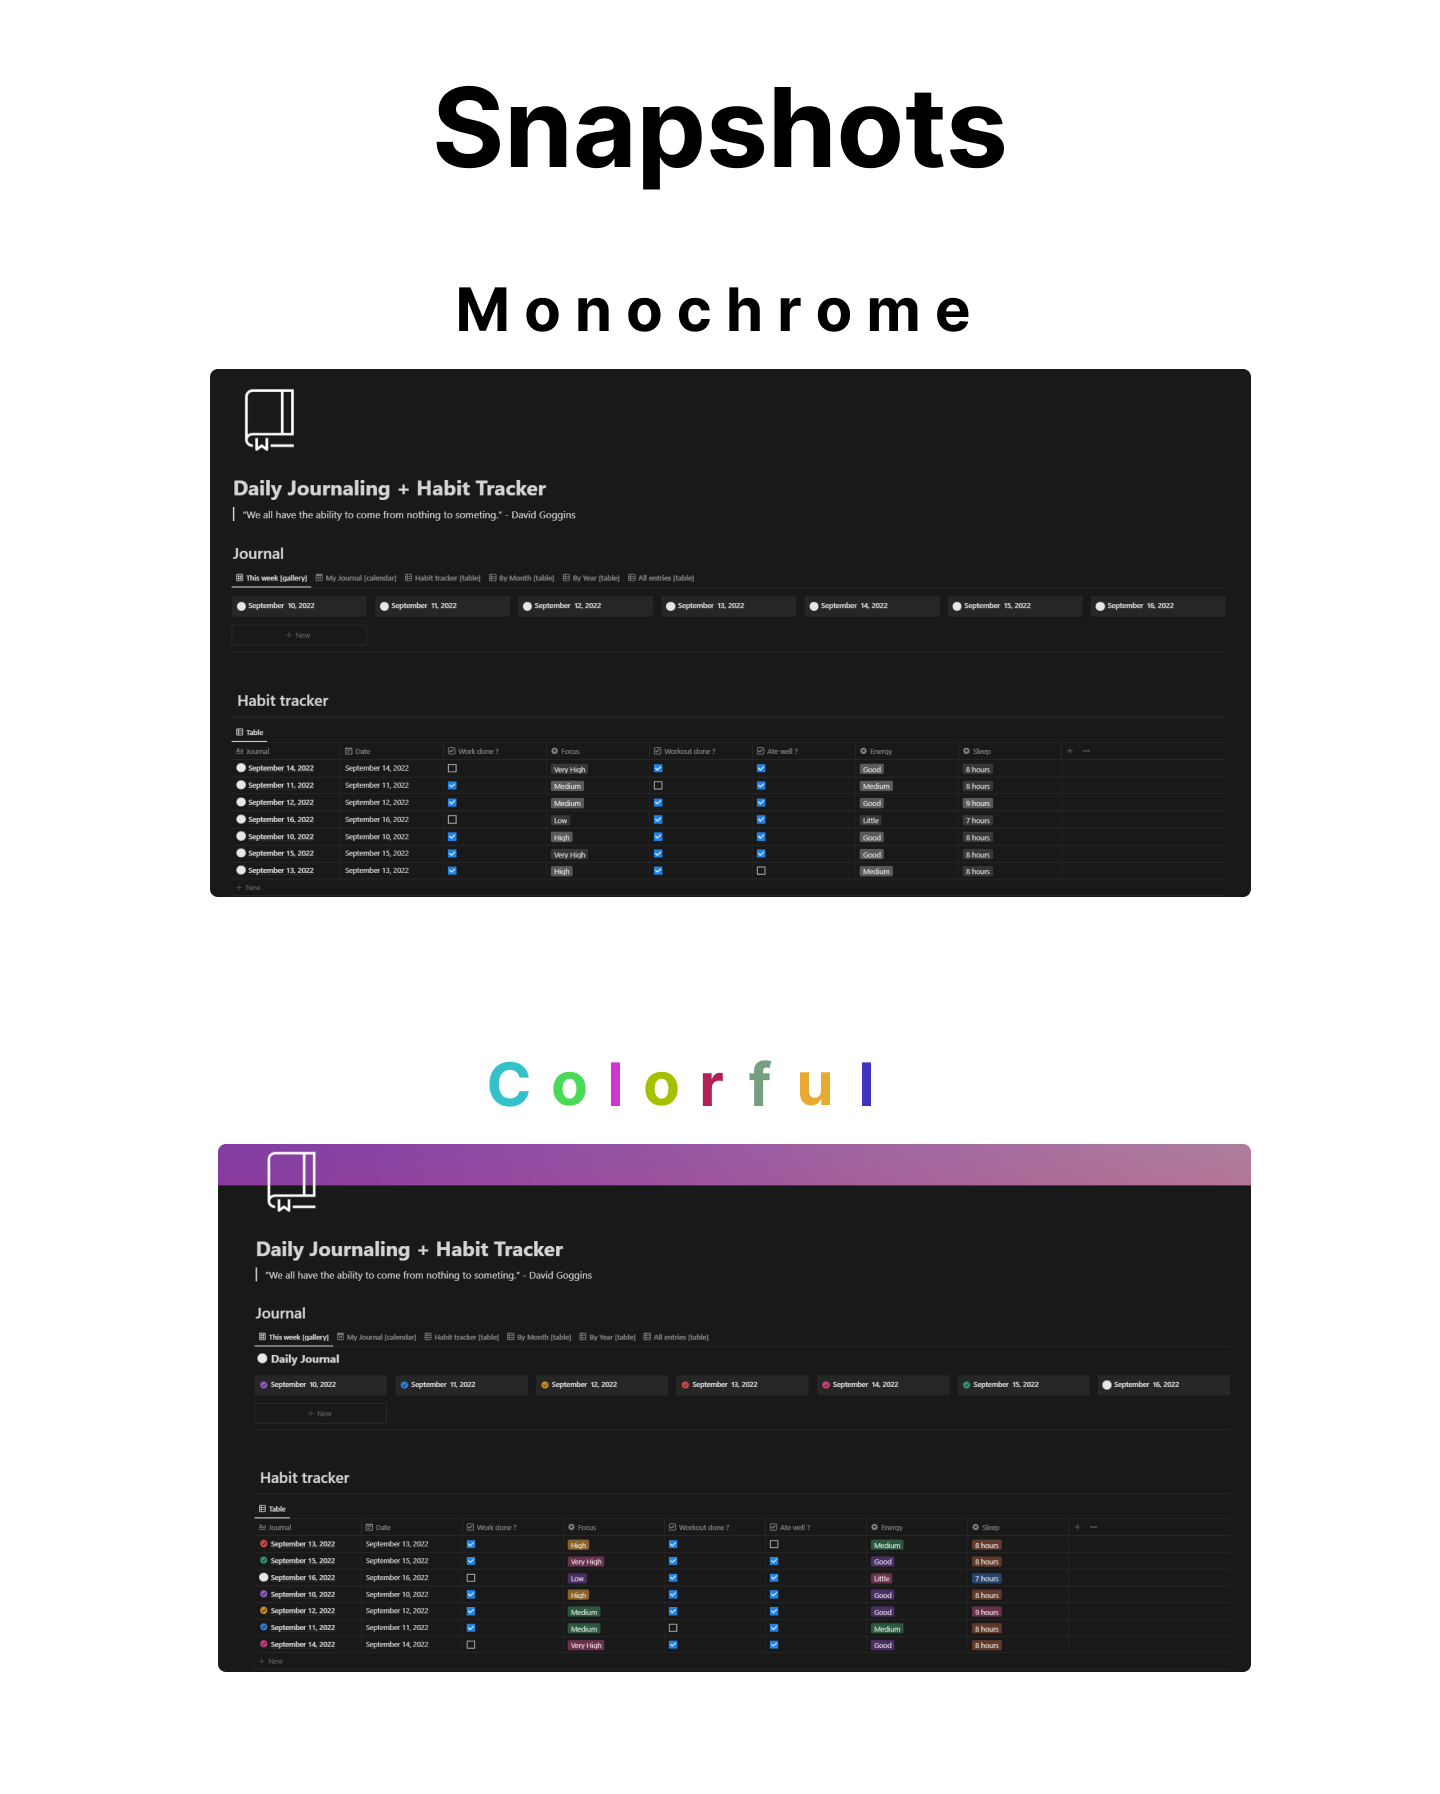 Snapshots
Monochrome
Daily Journaling + Habit Tracker
"We all have the ability to come from nothing to someting." - David Goggins
Journal
This week [gallery] My Journal [calendar] Habit tracker [table] By Month [table] By Year [table] All entries [table]
September 10, 2022 September 11, 2022 September 12, 2022 September 13, 2022 September 14, 2022 September 15, 2022 September 16, 2022
+ New
Habit tracker
Table
Aa Journal Date Work done ? Focus Workout done ? Ate well ? Energy Sleep + ...
September 14, 2022 September 14, 2022 Very High Good 8 hours
September 11, 2022 September 11, 2022 Medium Medium 8 hours
September 12, 2022 September 12, 2022 Medium Good 9 hours
September 16, 2022 September 16, 2022 Low Little 7 hours
September 10, 2022 September 10, 2022 High Good 8 hours
September 15, 2022 September 15, 2022 Very High Good 8 hours
September 13, 2022 September 13, 2022 High Medium 8 hours
+ New
Colorful
Daily Journaling + Habit Tracker
"We all have the ability to come from nothing to someting." - David Goggins
Journal
This week [gallery] My Journal [calendar] Habit tracker [table] By Month [table] By Year [table] All entries [table]
Daily Journal
September 10, 2022 September 11, 2022 September 12, 2022 September 13, 2022 September 14, 2022 September 15, 2022 September 16, 2022
+ New
Habit tracker
Table
Aa Journal Date Work done ? Focus Workout done ? Ate well ? Energy Sleep + ...
September 13, 2022 September 13, 2022 High Medium 8 hours
September 15, 2022 September 15, 2022 Very High Good 8 hours
September 16, 2022 September 16, 2022 Low Little 7 hours
September 10, 2022 September 10, 2022 High Good 8 hours
September 12, 2022 September 12, 2022 Medium Good 9 hours
September 11, 2022 September 11, 2022 Medium Medium 8 hours
September 14, 2022 September 14, 2022 Very High Good 8 hours
+ New